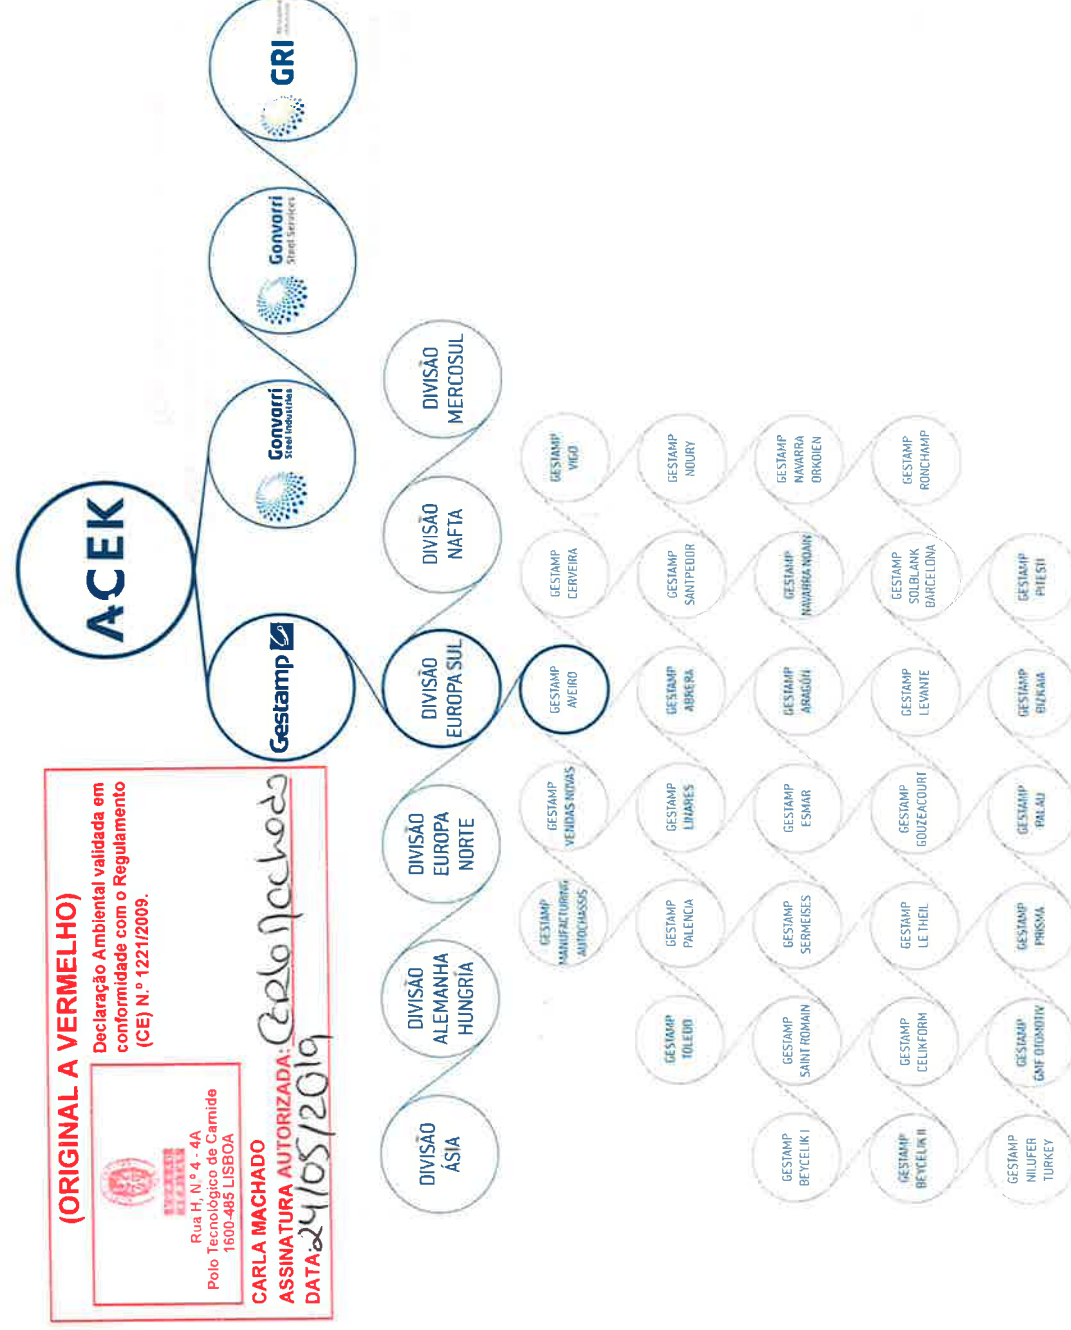 (ORIGINAL A VERMELHO)
Declaração Ambiental validada em
conformidade com o Regulamento
(CE) N.º 1221/2009.
Rua H, N.º 4 - 4A
Polo Tecnológico de Carnide
1600-485 LISBOA
CARLA MACHADO
ASSINATURA AUTORIZADA: Carla Machado
DATA: 24/05/2019
ACEK
Gestamp
Gonvarri
Steel Industries
Gonvarri
Steel Services
GRI
DIVISÃO
ÁSIA
DIVISÃO
ALEMANHA
HUNGRÍA
DIVISÃO
EUROPA
NORTE
DIVISÃO
EUROPA SUL
DIVISÃO
NAFTA
DIVISÃO
MERCOSUL
GESTAMP
MANUFACTURING
AUTOCHASSIS
GESTAMP
VENDAS NOVAS
GESTAMP
AVEIRO
GESTAMP
CERVEIRA
GESTAMP
VIGO
GESTAMP
TOLEDO
GESTAMP
PALENCIA
GESTAMP
LINARES
GESTAMP
ABRERA
GESTAMP
SANTPEDOR
GESTAMP
NOURY
GESTAMP
BEYCELIK I
GESTAMP
SAINT ROMAIN
GESTAMP
SERMEISES
GESTAMP
ESMAR
GESTAMP
ARAGÓN
GESTAMP
NAVARRA NOAIN
GESTAMP
NAVARRA
ORKOIEN
GESTAMP
BEYCELIK II
GESTAMP
CELIKFORM
GESTAMP
LE THEIL
GESTAMP
GOUZEACOURT
GESTAMP
LEVANTE
GESTAMP
SOLBLANK
BARCELONA
GESTAMP
RONCHAMP
GESTAMP
NILUFER
TURKEY
GESTAMP
GMF OTOMOTIV
GESTAMP
PRISMA
GESTAMP
PALAU
GESTAMP
BIZKAIA
GESTAMP
PITESTI